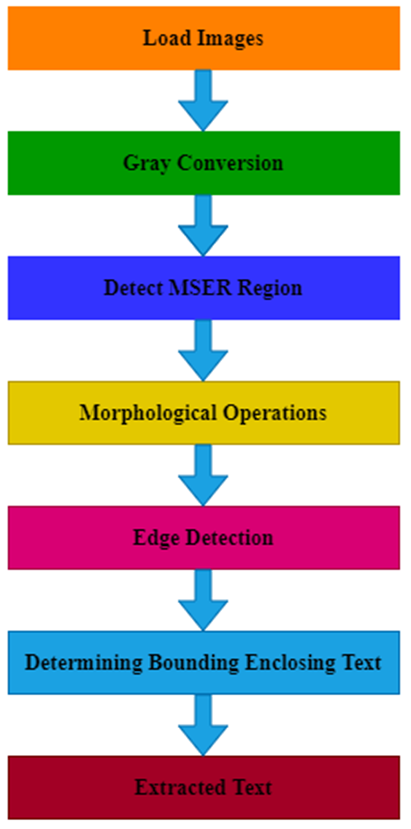 Load Images
Gray Conversion
Detect MSER Region
Morphological Operations
Edge Detection
Determining Bounding Enclosing Text
Extracted Text